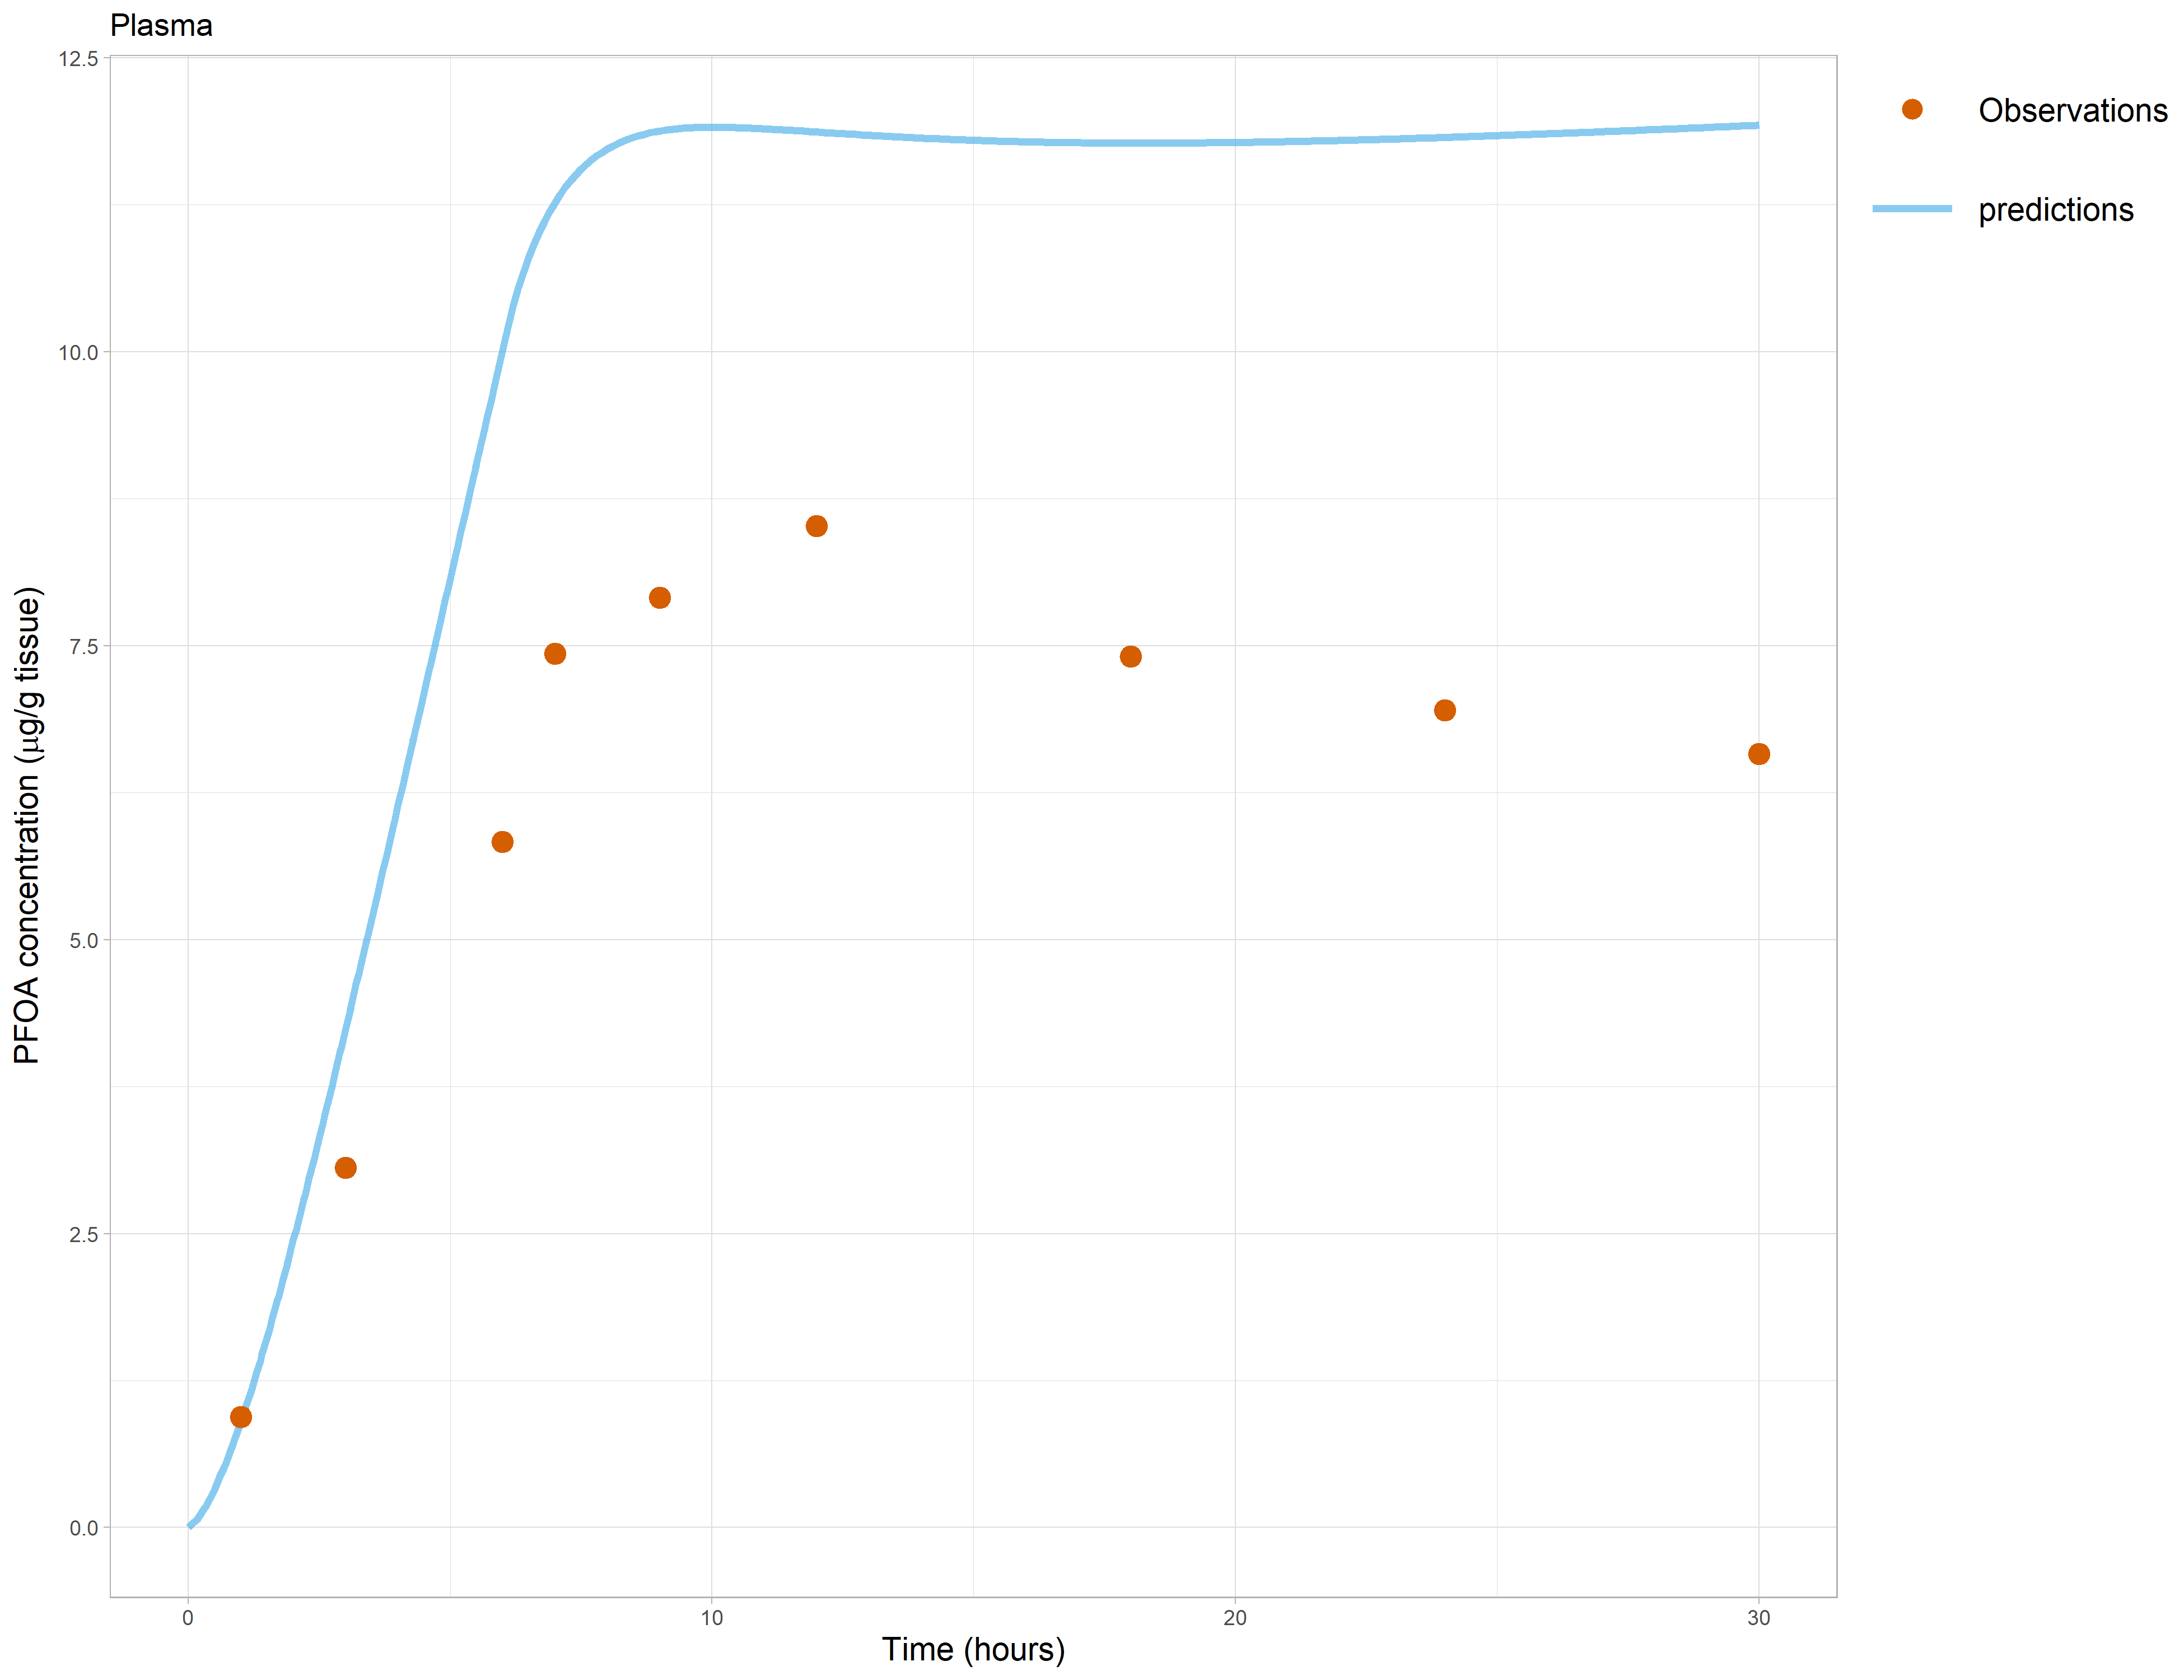 Plasma
12.5
10.0
7.5
5.0
2.5
0.0
PFOA concentration (μg/g tissue)
0 10 20 30
Time (hours)
Observations
predictions